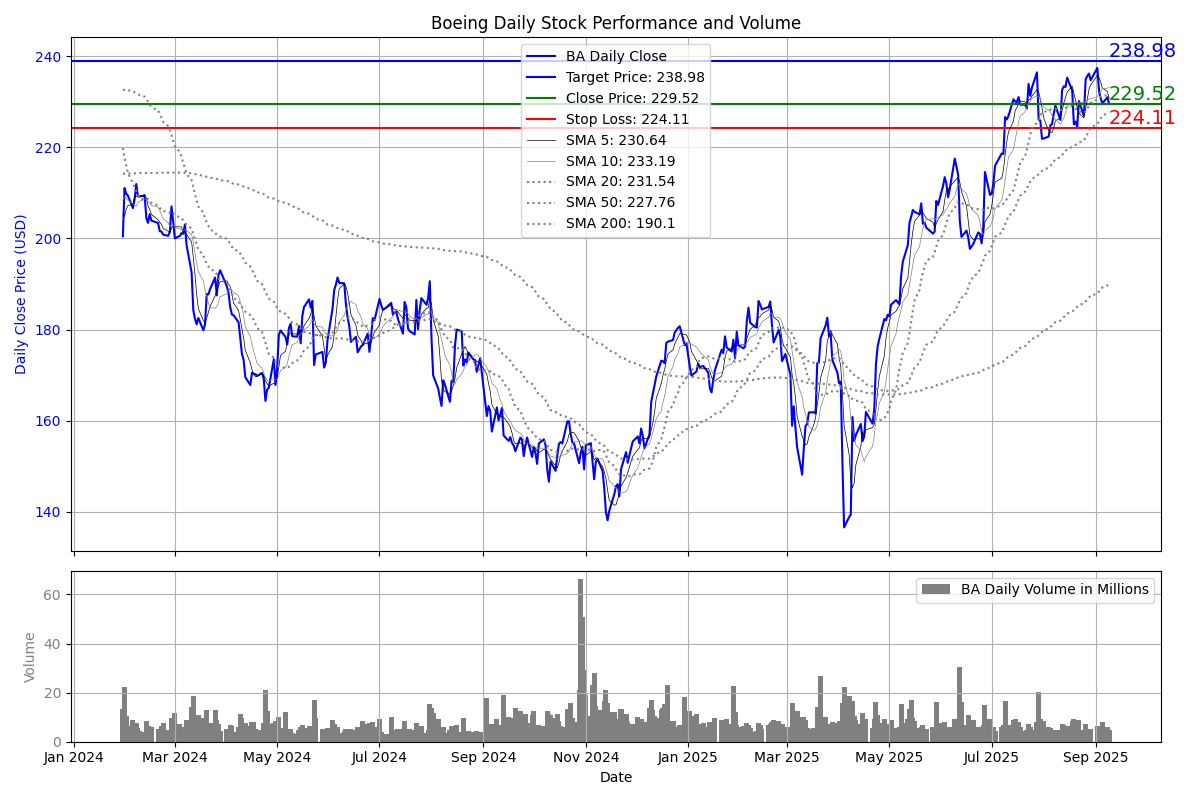 Boeing Daily Stock Performance and Volume
Daily Close Price (USD)
240
220
200
180
160
140
BA Daily Close
Target Price: 238.98
Close Price: 229.52
Stop Loss: 224.11
SMA 5: 230.64
SMA 10: 233.19
SMA 20: 231.54
SMA 50: 227.76
SMA 200: 190.1
238.98
229.52
224.11
Volume
60
40
20
0
BA Daily Volume in Millions
Jan 2024 Mar 2024 May 2024 Jul 2024 Sep 2024 Nov 2024 Jan 2025 Mar 2025 May 2025 Jul 2025 Sep 2025
Date